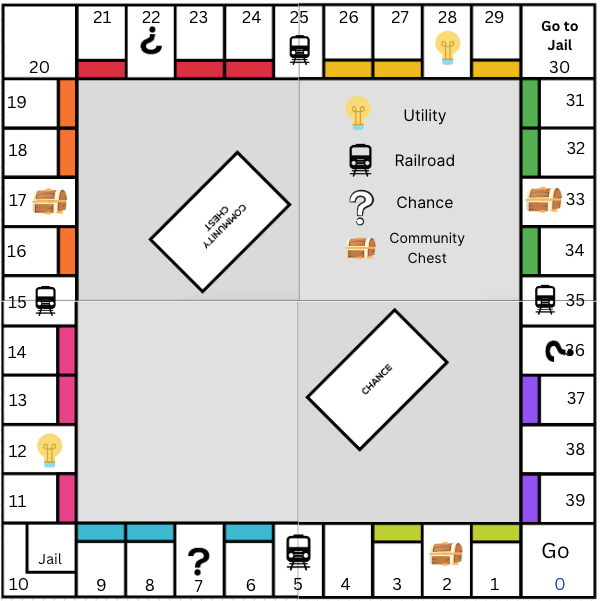 21 22 23 24 25 26 27 28 29
Go to
Jail
30
20
19
18
17
16
15
14
13
12
11
Utility
Railroad
Chance
Community
Chest
COMMUNITY
CHEST
CHANCE
31
32
33
34
35
36
37
38
39
Jail
10 9 8 7 6 5 4 3 2 1
Go
0